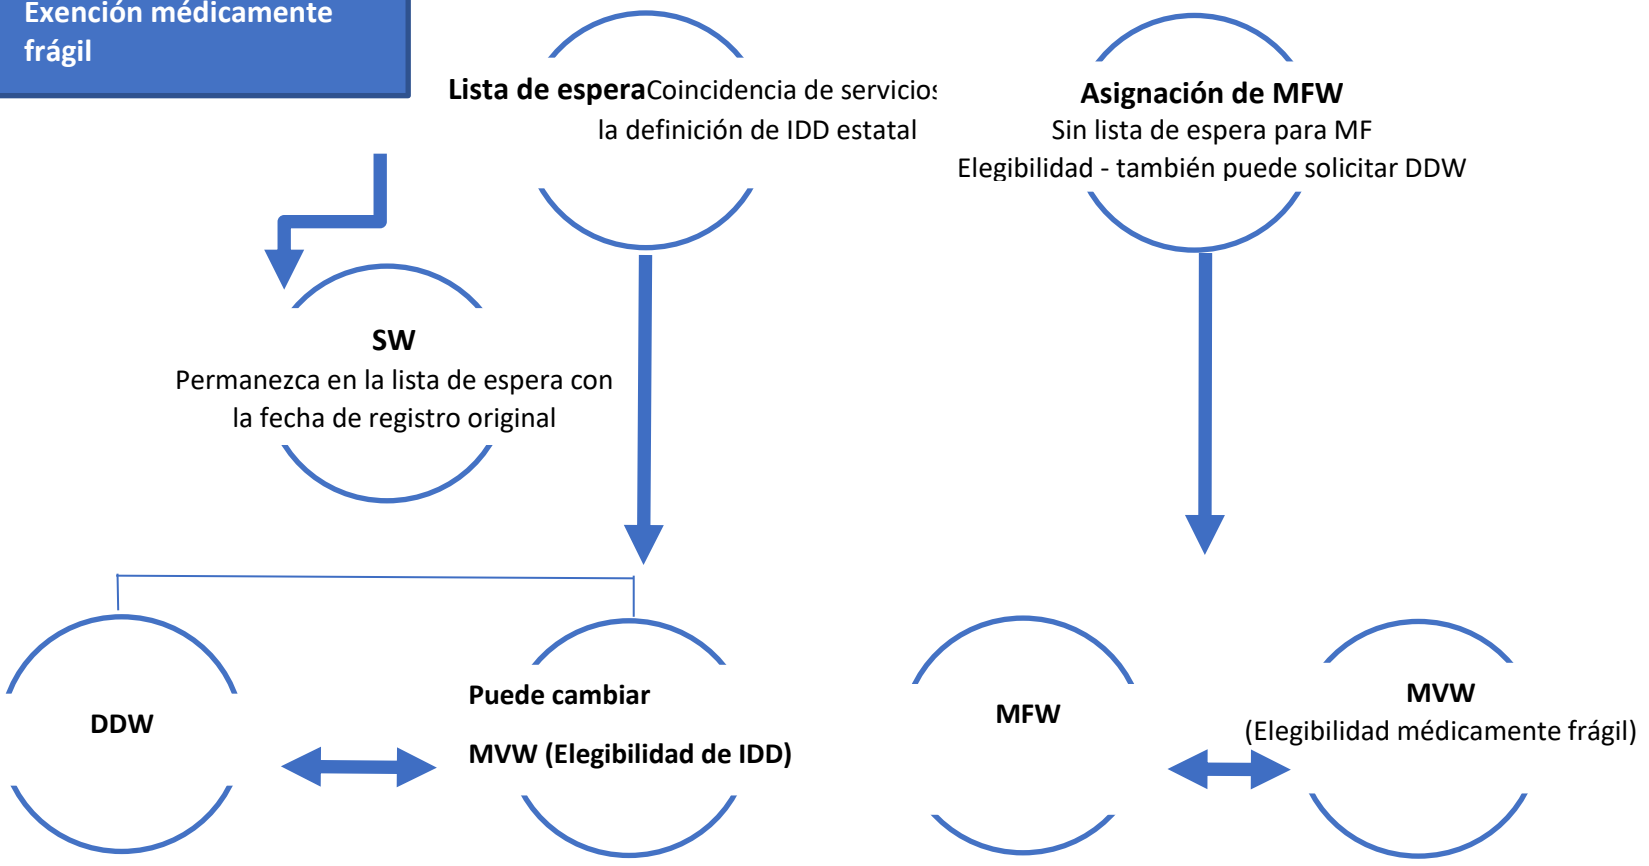 Exención médicamente
frágil
Lista de esperaCoincidencia de servicios
la definición de IDD estatal
Asignación de MFW
Sin lista de espera para MF
Elegibilidad - también puede solicitar DDW
SW
Permanezca en la lista de espera con
la fecha de registro original
DDW
Puede cambiar
MVW (Elegibilidad de IDD)
MFW
MVW
(Elegibilidad médicamente frágil)